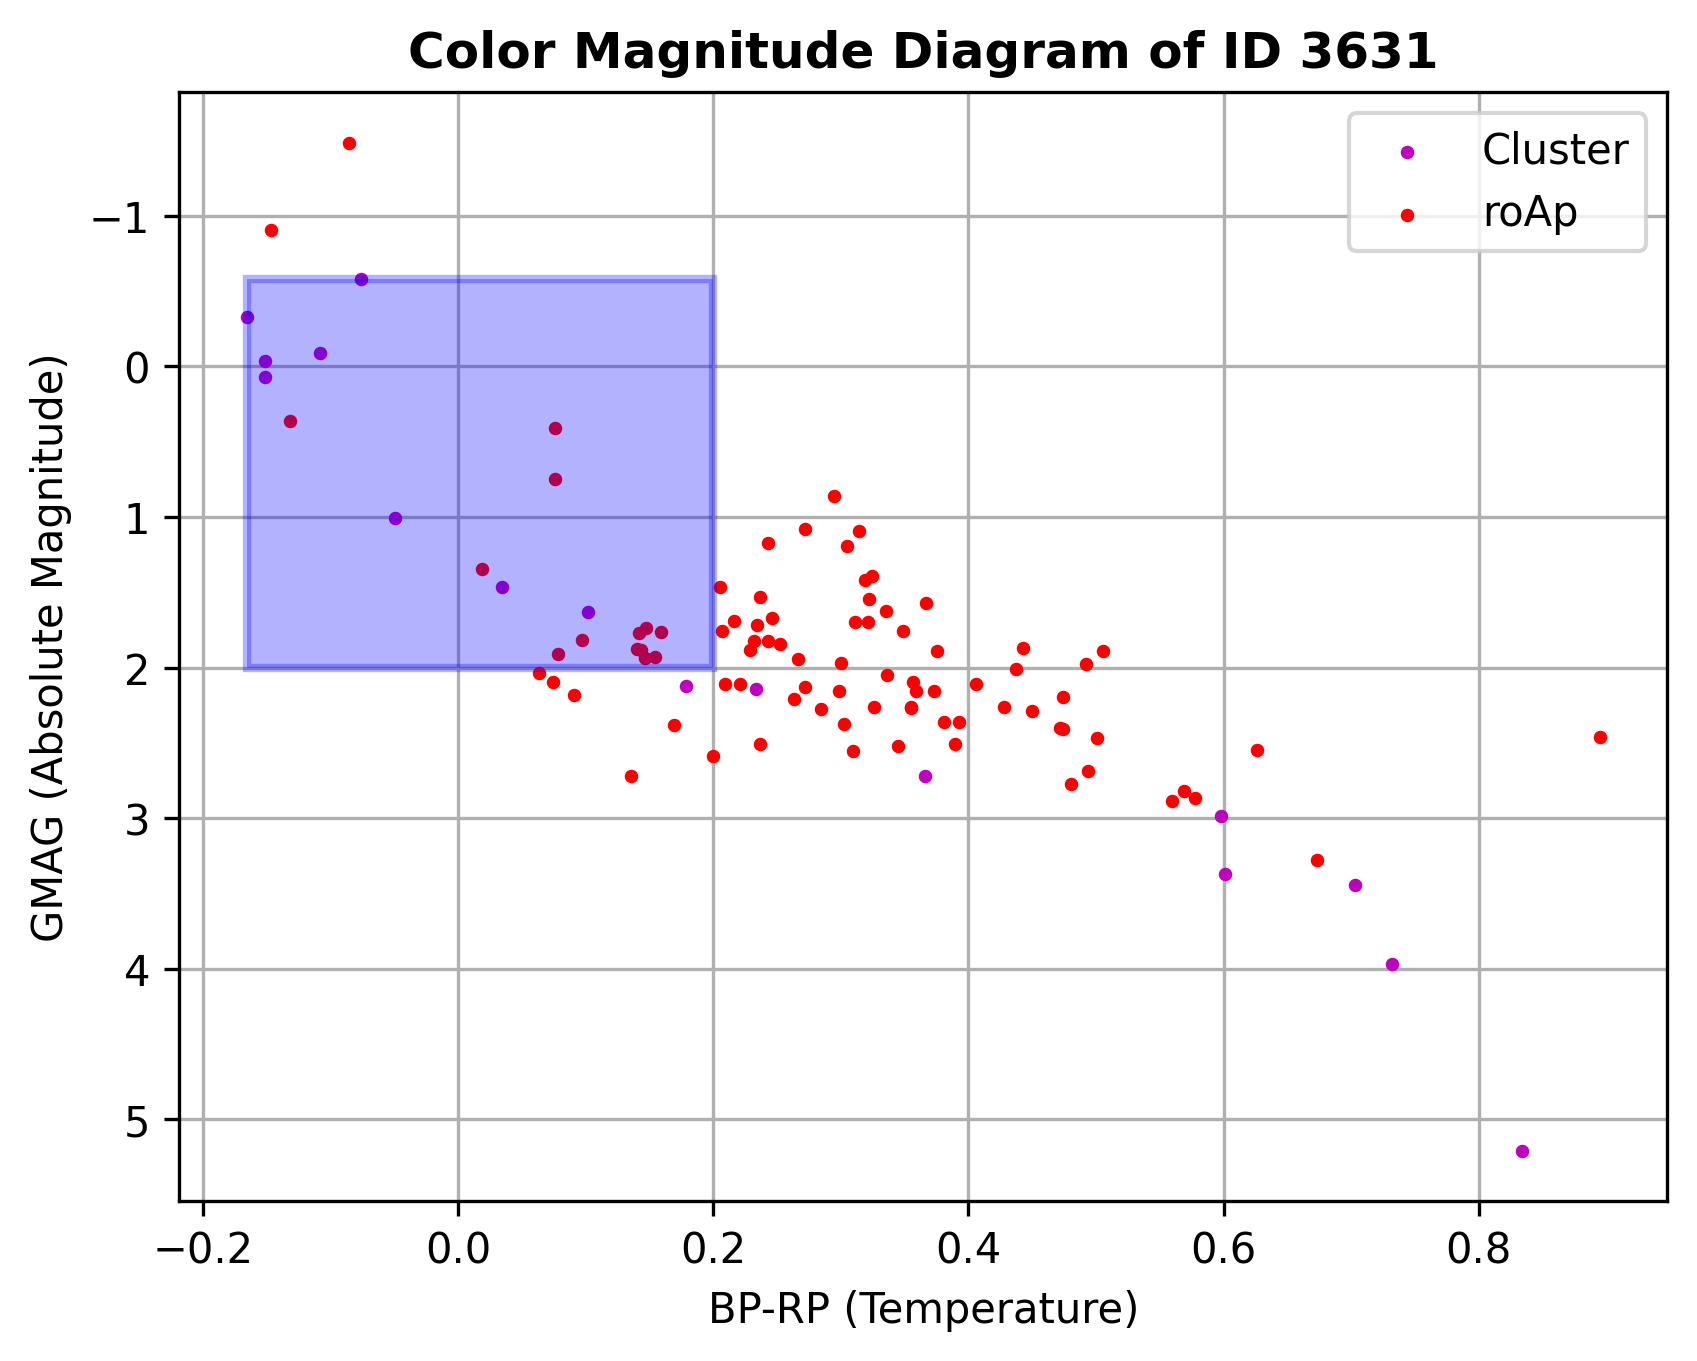 Color Magnitude Diagram of ID 3631
Cluster
roAp
GMAG (Absolute Magnitude)
−1
0
1
2
3
4
5
−0.2 0.0 0.2 0.4 0.6 0.8
BP-RP (Temperature)